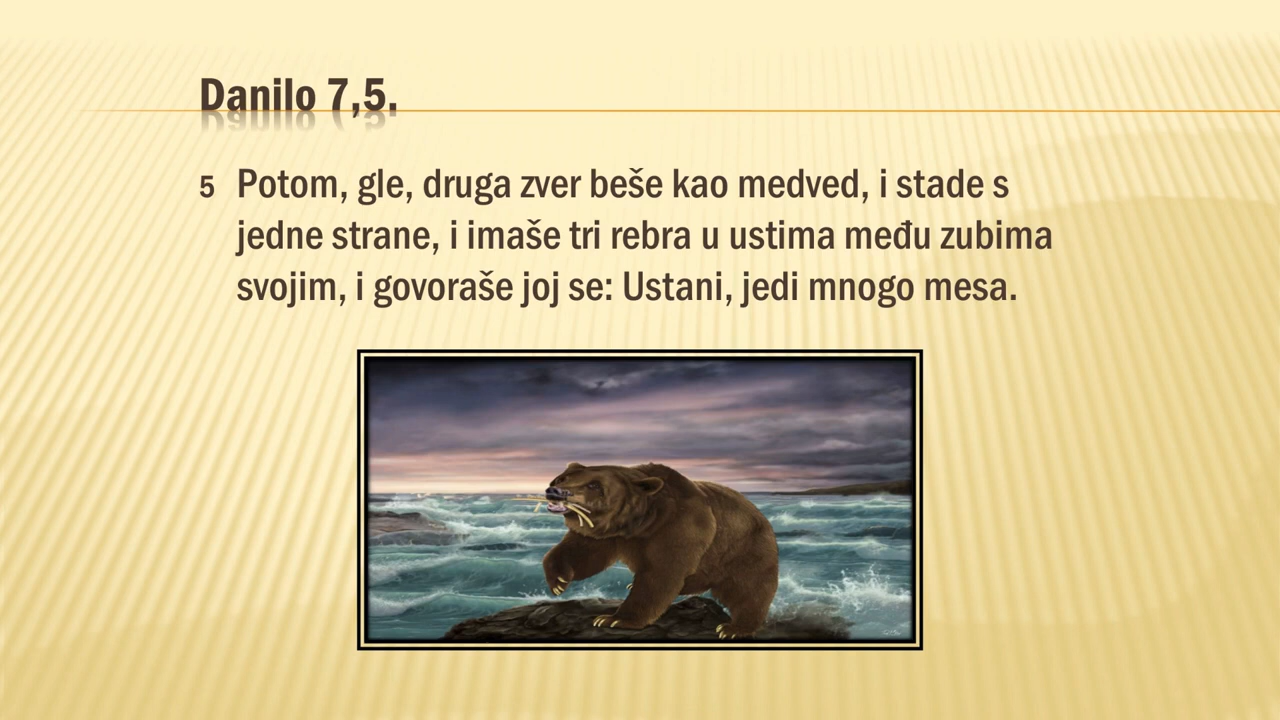 Danilo 7,5.
5 Potom, gle, druga zver beše kao medved, i stade s
jedne strane, i imaše tri rebra u ustima među zubima
svojim, i govoraše joj se: Ustani, jedi mnogo mesa.